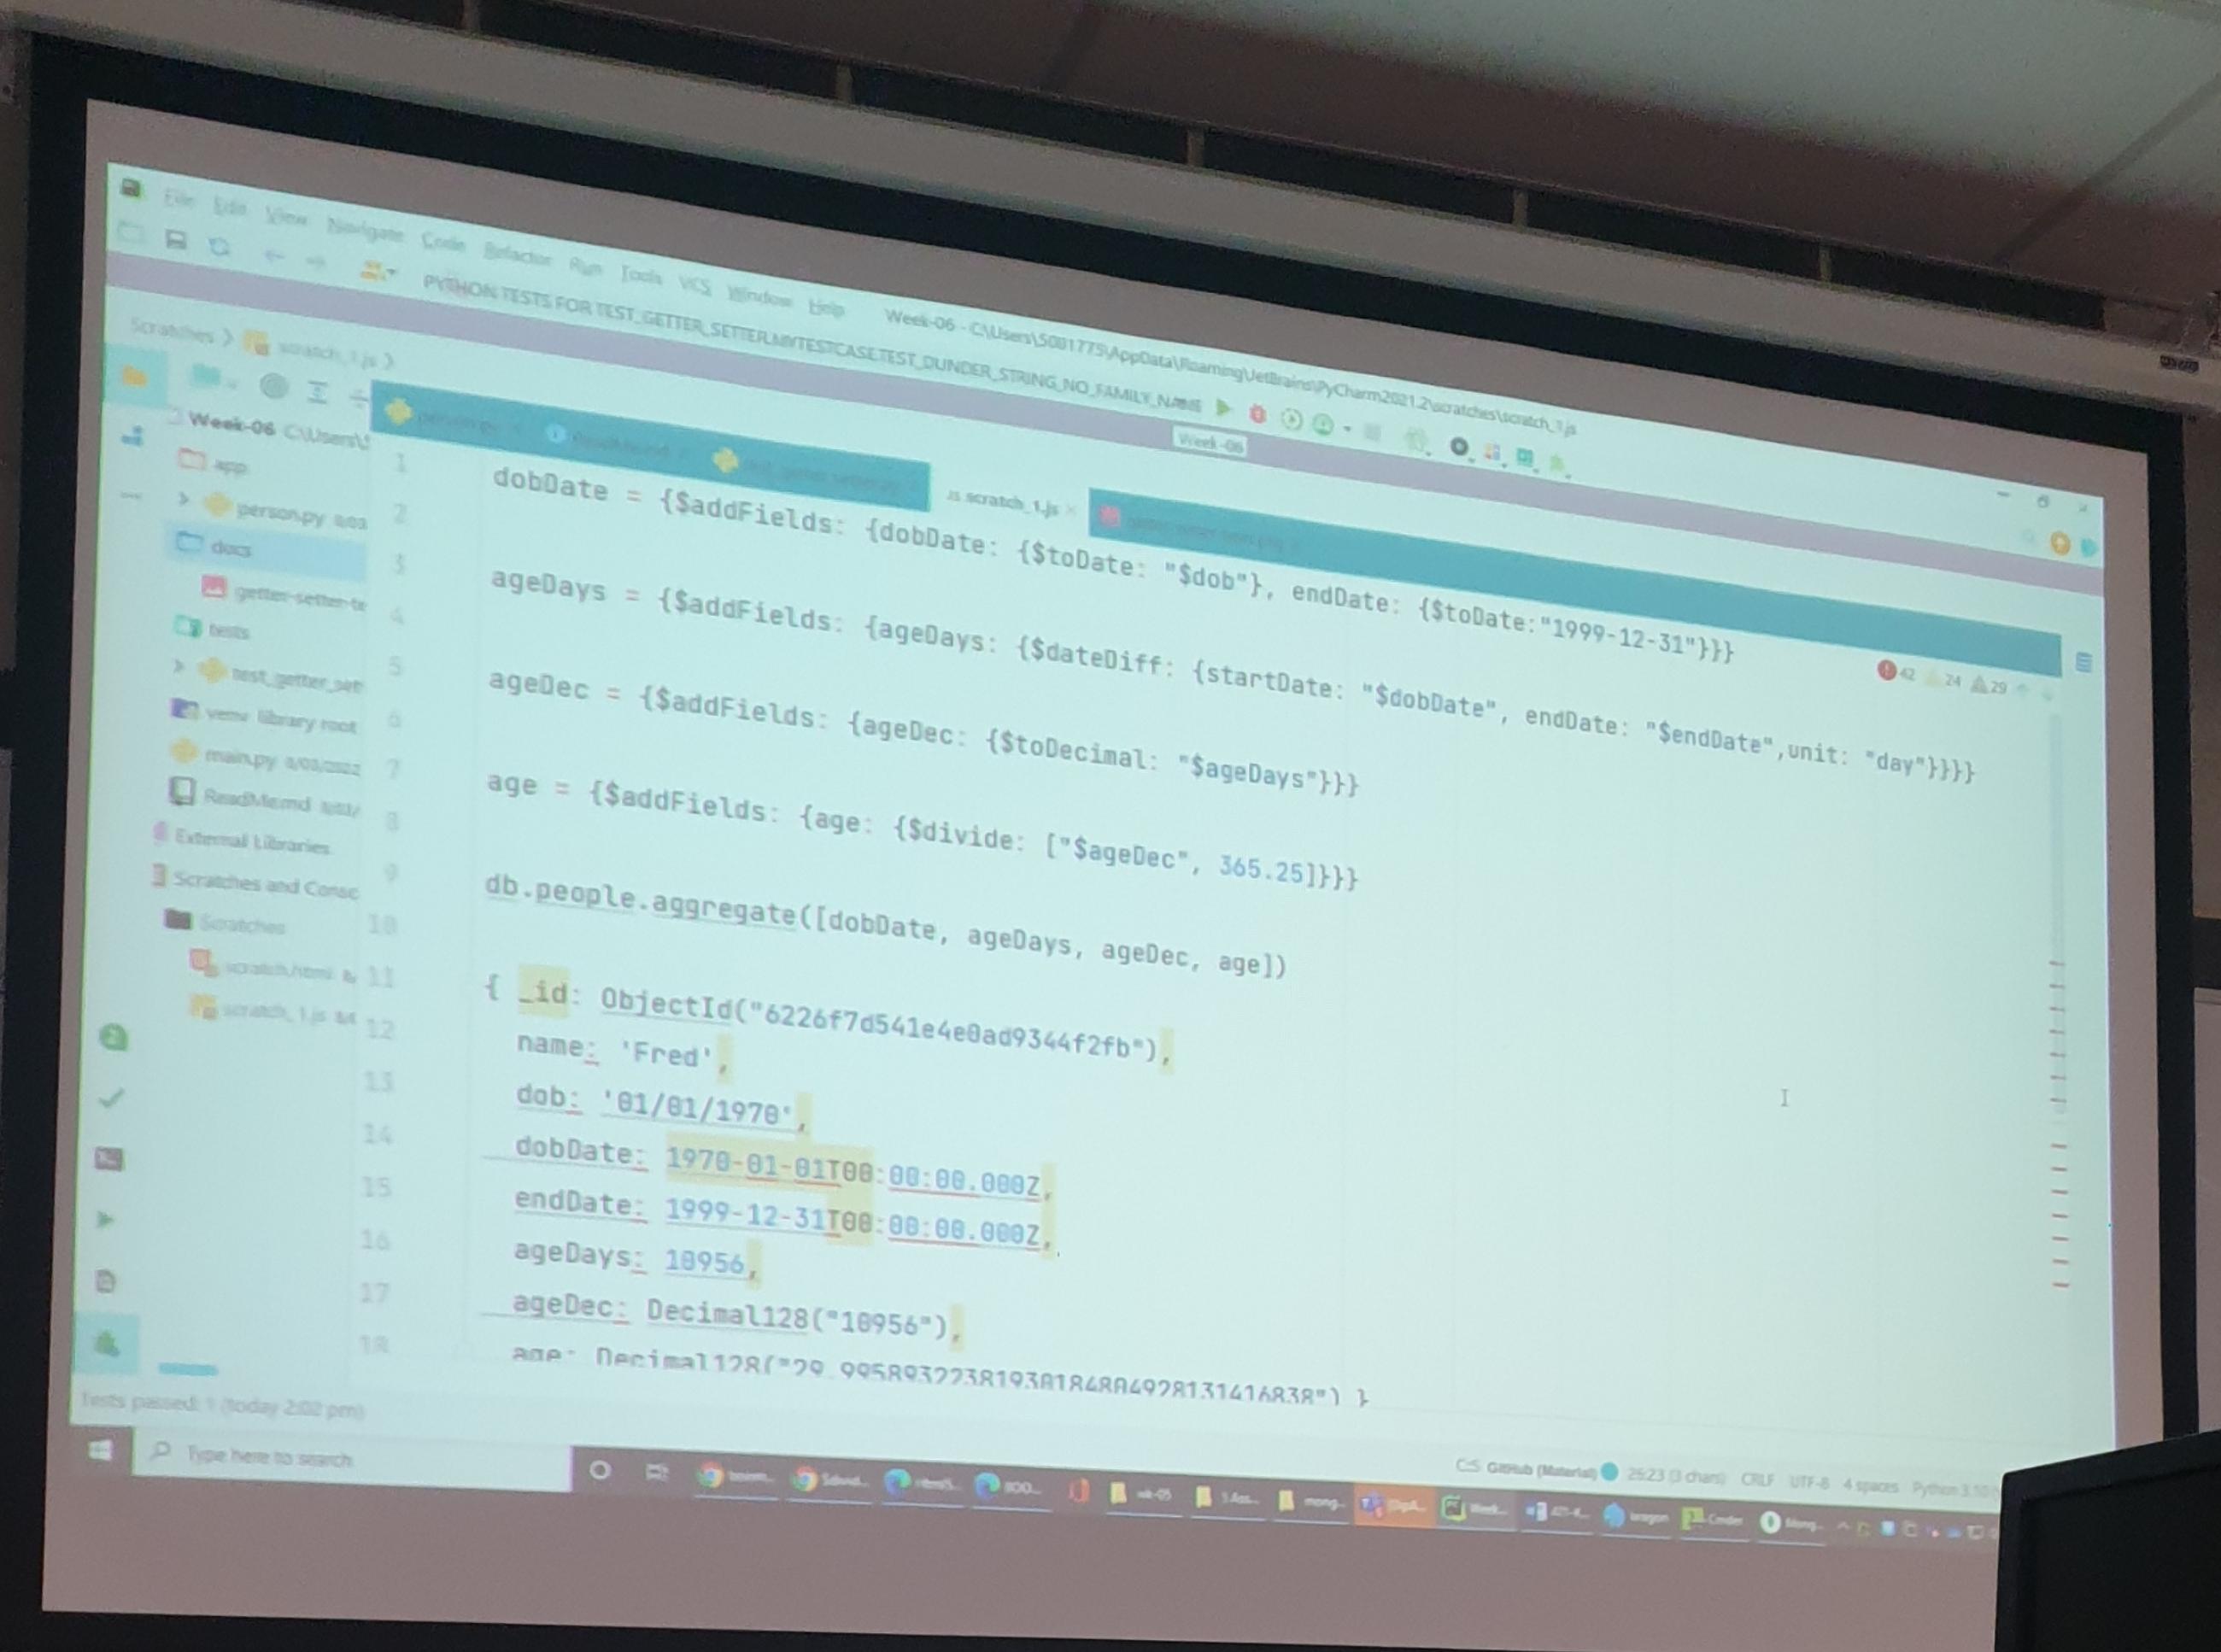 File Edit View Navigate Code Refactor Run Tools VCS Window Help Week-06 - C:\Users\5001775\AppData\Roaming\JetBrains\PyCharm2021.2\scratches\scratch_1.js
PYTHON TESTS FOR TEST_GETTER_SETTER.MYTESTCASE.TEST_DUNDER_STRING_NO_FAMILY_NAME
Scratches scratch_1.js
Week-06
Week-06 C:\Users\
app
person.py
docs
getter-setter-te
tests
test_getter_set
venv library root
main.py
ReadMe.md
External Libraries
Scratches and Consc
Scratches
scratch.html
scratch_1.js
JS scratch_1.js
42 24 29
1 dobDate = {$addFields: {dobDate: {$toDate: "$dob"}, endDate: {$toDate:"1999-12-31"}}}
2
3 ageDays = {$addFields: {ageDays: {$dateDiff: {startDate: "$dobDate", endDate: "$endDate",unit: "day"}}}}
4
5 ageDec = {$addFields: {ageDec: {$toDecimal: "$ageDays"}}}
6
7 age = {$addFields: {age: {$divide: ["$ageDec", 365.25]}}}
8
9 db.people.aggregate([dobDate, ageDays, ageDec, age])
10
11 { _id: ObjectId("6226f7d541e4e0ad9344f2fb"),
12 name: 'Fred',
13 dob: '01/01/1970',
14 dobDate: 1970-01-01T00:00:00.000Z,
15 endDate: 1999-12-31T00:00:00.000Z,
16 ageDays: 10956,
17 ageDec: Decimal128("10956"),
18 age: Decimal128("29.99589322381930184804928131416838") }
Tests passed: 1 (today 2:02 pm)
GitHub (Material) 25:23 (3 chars) CRLF UTF-8 4 spaces Python 3.10
Type here to search